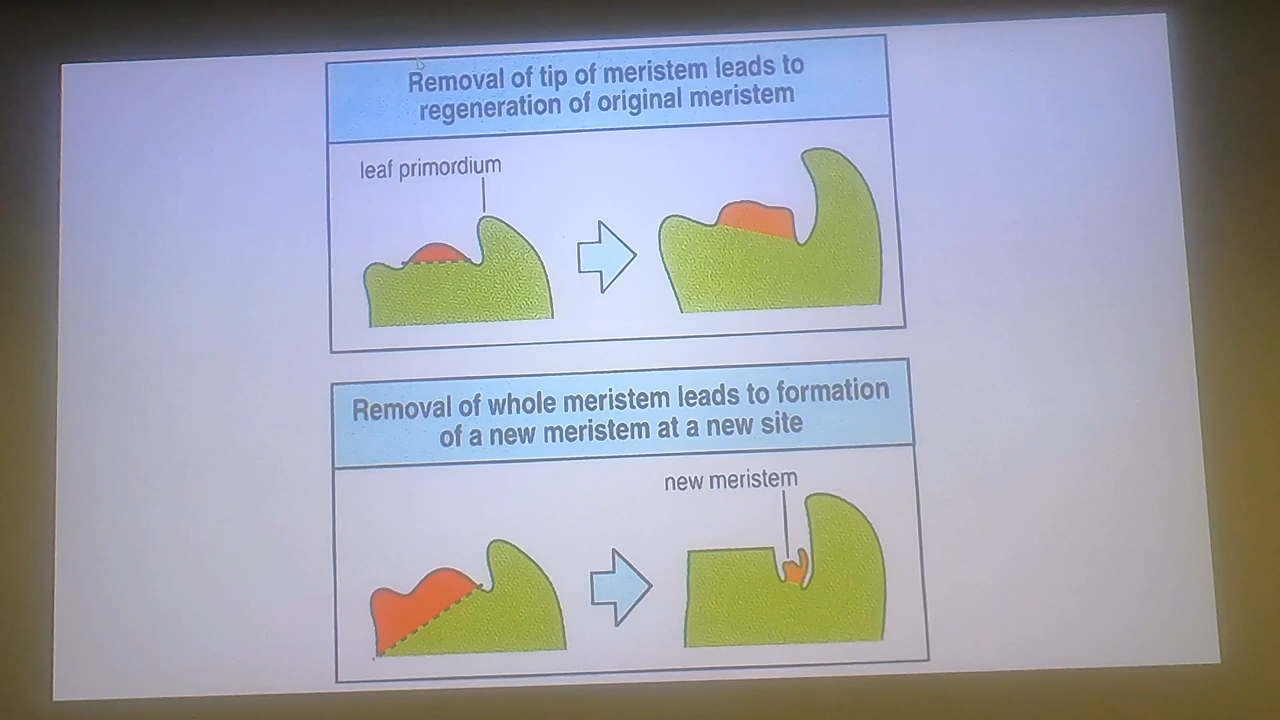 Removal of tip of meristem leads to
regeneration of original meristem
leaf primordium
Removal of whole meristem leads to formation
of a new meristem at a new site
new meristem